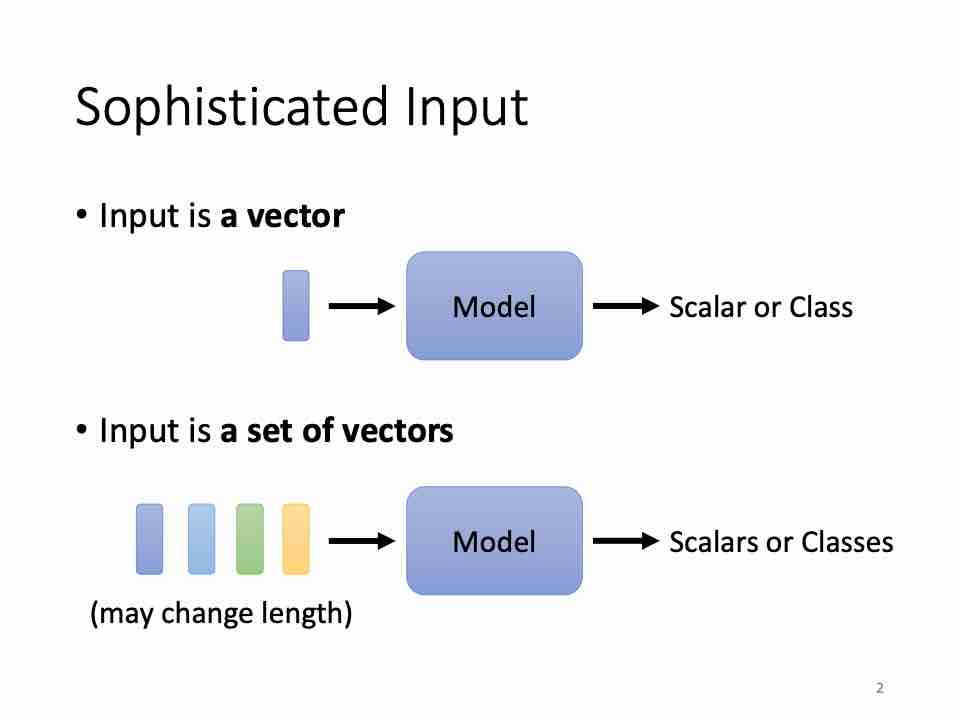 Sophisticated Input
• Input is a vector
Model
Scalar or Class
• Input is a set of vectors
Model
Scalars or Classes
(may change length)
2